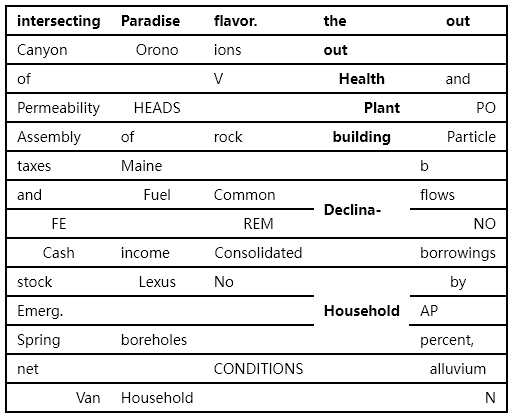 intersecting Paradise flavor. the out
Canyon Orono ions out
of V Health and
Permeability HEADS Plant PO
Assembly of rock building Particle
taxes Maine b
and Fuel Common Declina- flows
FE REM NO
Cash income Consolidated borrowings
stock Lexus No by
Emerg. Household AP
Spring boreholes percent,
net CONDITIONS alluvium
Van Household N